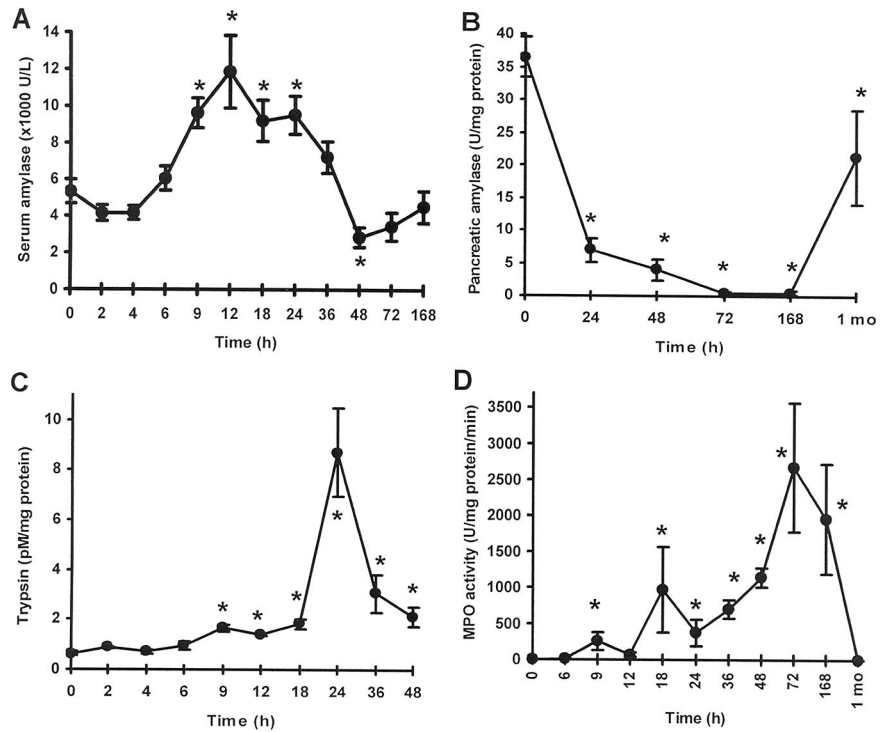 A
Serum amylase (x1000 U/L)
14
12
10
8
6
4
2
0
* * * * *
0 2 4 6 9 12 18 24 36 48 72 168
Time (h)
B
Pancreatic amylase (U/mg protein)
40
35
30
25
20
15
10
5
0
* * * * *
0 24 48 72 168 1 mo
Time (h)
C
Trypsin (pM/mg protein)
10
8
6
4
2
0
* * * * * *
0 2 4 6 9 12 18 24 36 48
Time (h)
D
MPO activity (U/mg protein/min)
3500
3000
2500
2000
1500
1000
500
0
* * * * * * *
0 6 9 12 18 24 36 48 72 168 1 mo
Time (h)